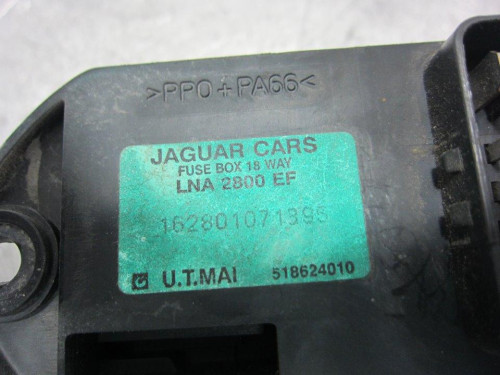 >PPO+PA66<
JAGUAR CARS
FUSE BOX 18 WAY
LNA 2800 EF
162801071395
U.T.MAI 518624010